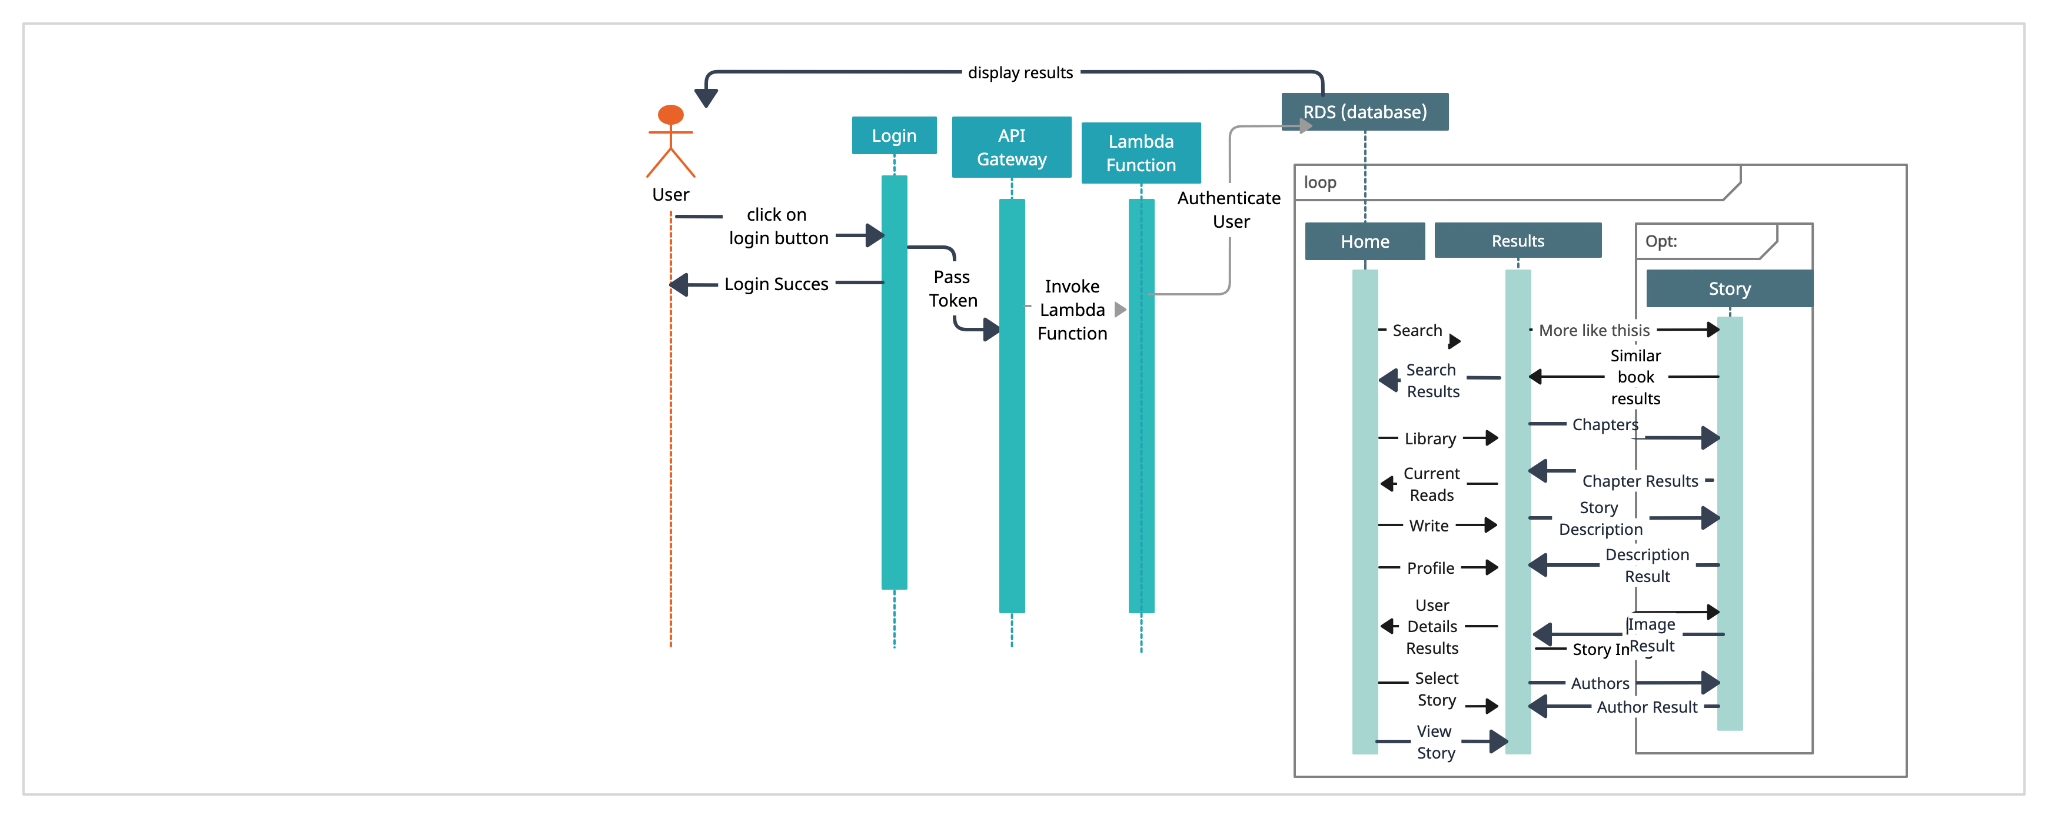 display results
RDS (database)
Login
API
Gateway
Lambda
Function
User
loop
Authenticate
User
click on
login button
Home
Results
Opt:
Pass
Token
Login Succes
Invoke
Lambda
Function
Story
Search
More like thisis
Similar
book
results
Search
Results
Chapters
Library
Current
Reads
Chapter Results
Story
Description
Write
Description
Result
Profile
User
Details
Results
Image
Result
Story
Select
Story
Authors
Author Result
View
Story